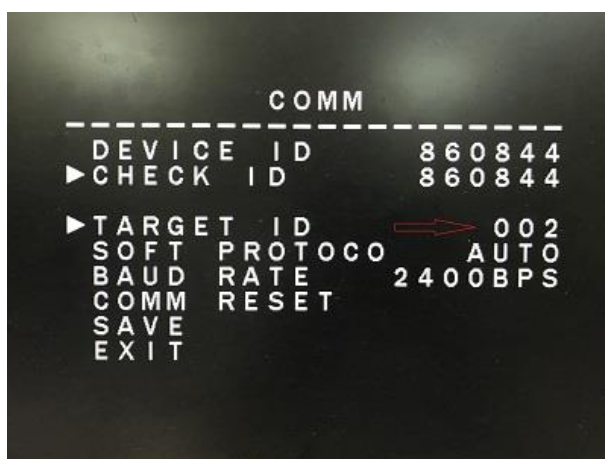 COMM
DEVICE ID 860844
CHECK ID 860844
TARGET ID 002
SOFT PROTOCO AUTO
BAUD RATE 2400BPS
COMM RESET
SAVE
EXIT